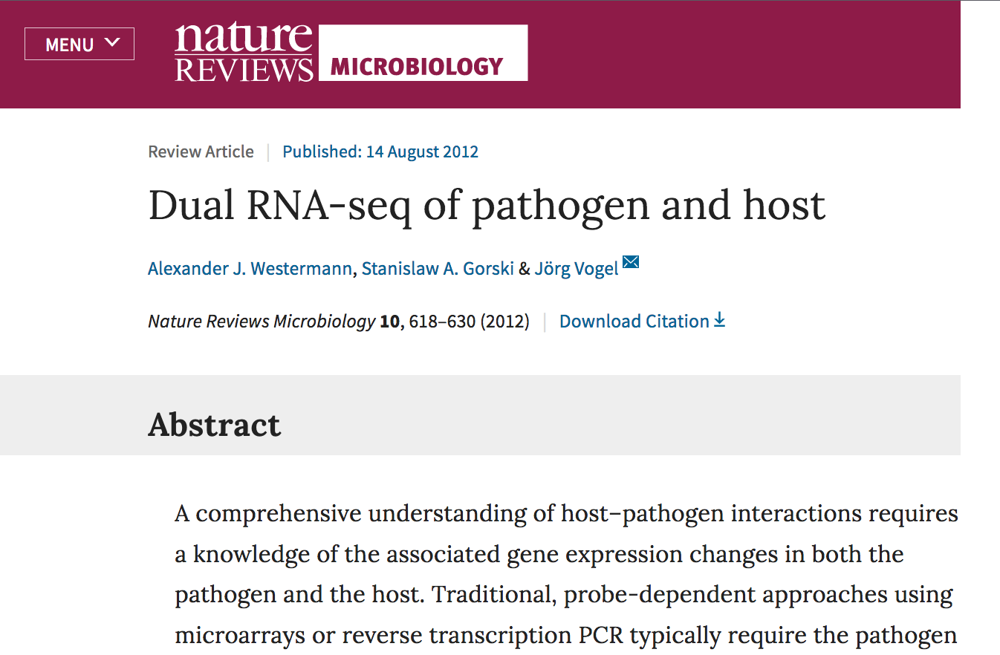 MENU
nature
REVIEWS
MICROBIOLOGY
Review Article | Published: 14 August 2012
Dual RNA-seq of pathogen and host
Alexander J. Westermann, Stanislaw A. Gorski & Jörg Vogel
Nature Reviews Microbiology 10, 618–630 (2012) | Download Citation
Abstract
A comprehensive understanding of host–pathogen interactions requires
a knowledge of the associated gene expression changes in both the
pathogen and the host. Traditional, probe-dependent approaches using
microarrays or reverse transcription PCR typically require the pathogen